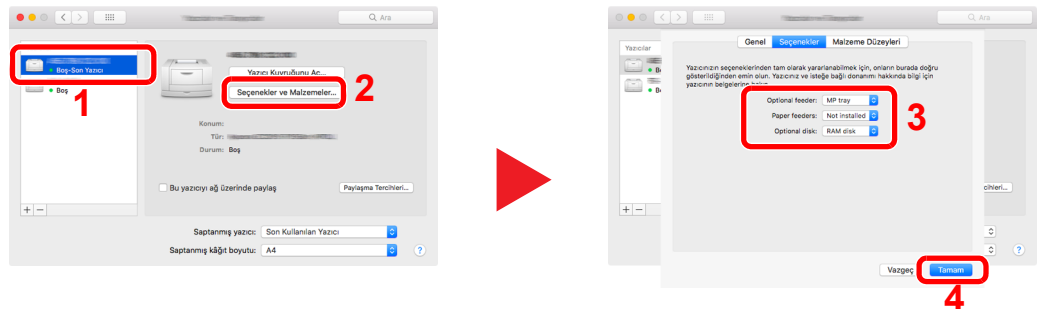 Ara
Boş-Son Yazıcı
Boş
1
Yazıcı Kuyruğunu Aç...
Seçenekler ve Malzemeler...
2
Konum:
Tür:
Durum: Boş
Bu yazıcıyı ağ üzerinde paylaş
Paylaşma Tercihleri...
+ −
Saptanmış yazıcı: Son Kullanılan Yazıcı
Saptanmış kâğıt boyutu: A4
?
Ara
Yazıcılar
Genel Seçenekler Malzeme Düzeyleri
Yazıcınızın seçeneklerinden tam olarak yararlanabilmek için, onların burada doğru
gösterildiğinden emin olun. Yazıcınız ve isteğe bağlı donanımı hakkında bilgi için
yazıcının belgelerine
Optional feeder: MP tray
Paper feeders: Not installed
Optional disk: RAM disk
3
+ −
?
Vazgeç Tamam
4